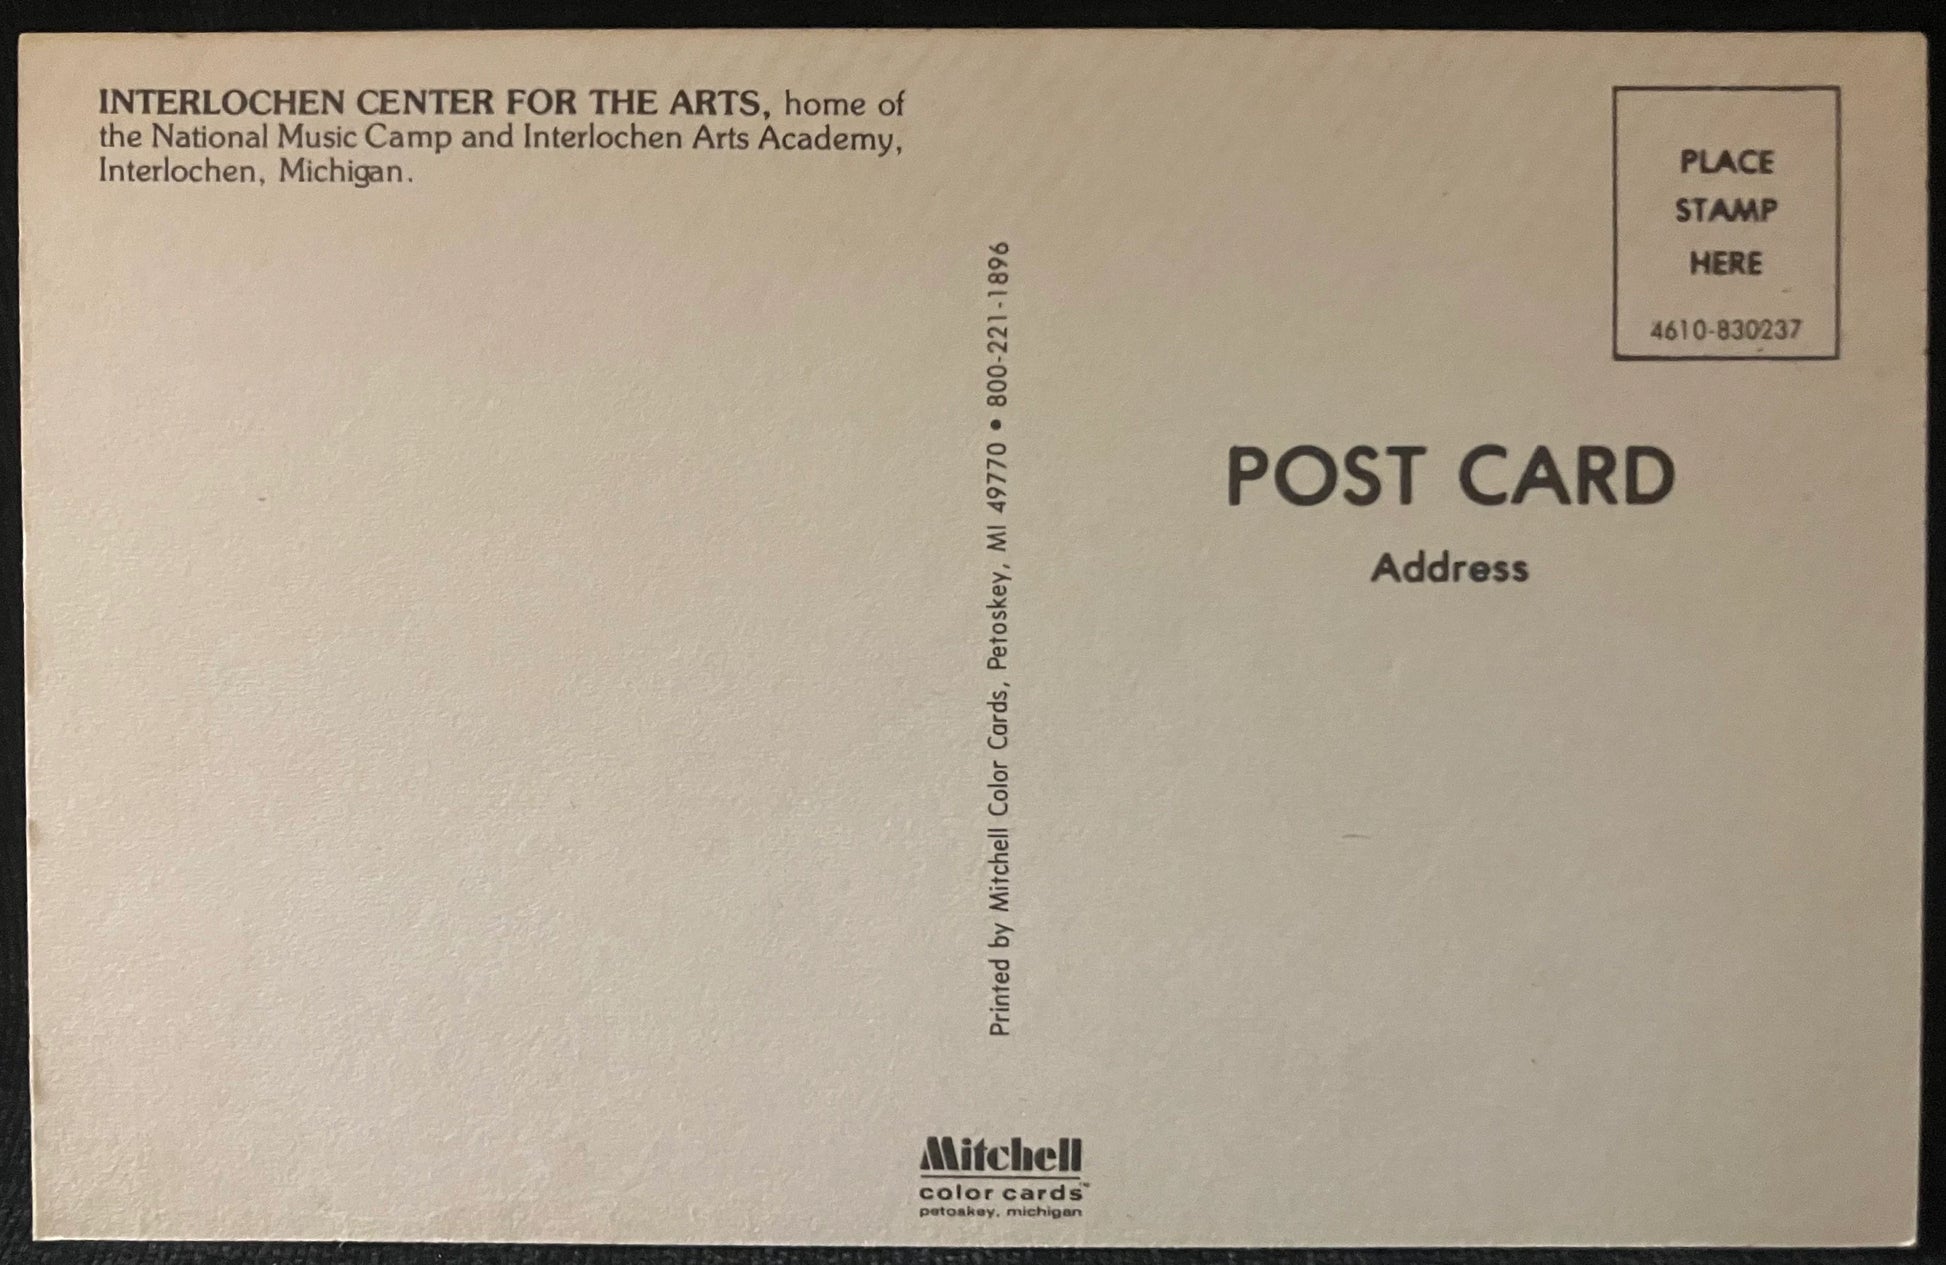 INTERLOCHEN CENTER FOR THE ARTS, home of
the National Music Camp and Interlochen Arts Academy,
Interlochen, Michigan.
Printed by Mitchell Color Cards, Petoskey, MI 49770 • 800-221-1896
PLACE
STAMP
HERE
4610-830237
POST CARD
Address
Mitchell
color cards™
petoskey, michigan